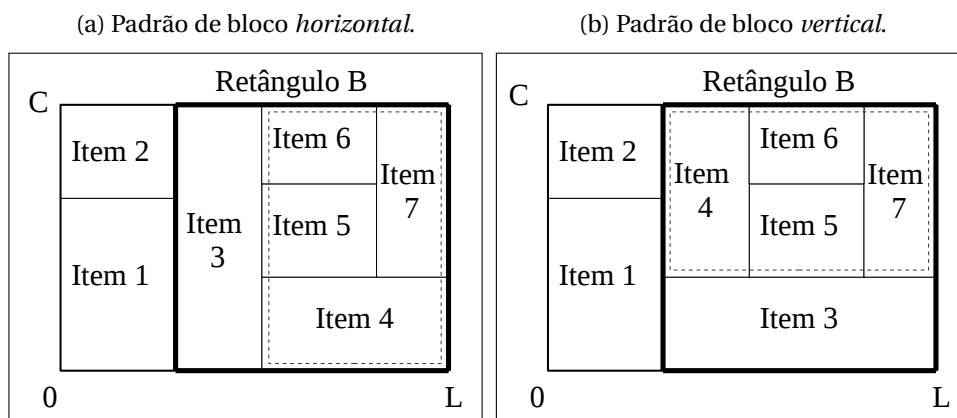 (a) Padrão de bloco horizontal.
Retângulo B
C
Item 2
Item 6
Item
7
Item
3
Item 5
Item 1
Item 4
0
L
(b) Padrão de bloco vertical.
Retângulo B
C
Item 2
Item 6
Item
4
Item
7
Item 5
Item 1
Item 3
0
L